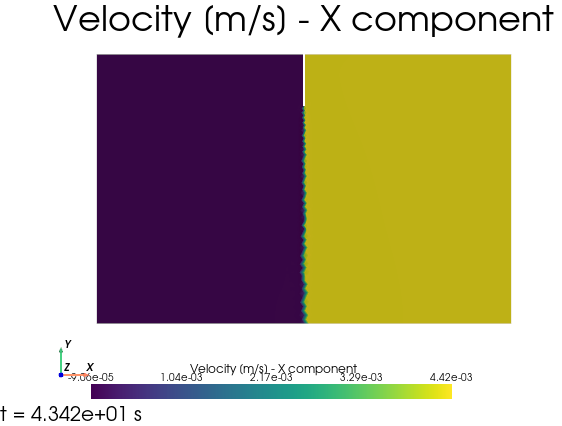 Velocity (m/s) - X component
Y
Z X
Velocity (m/s) - X component
-9.06e-05 1.04e-03 2.17e-03 3.29e-03 4.42e-03
t = 4.342e+01 s